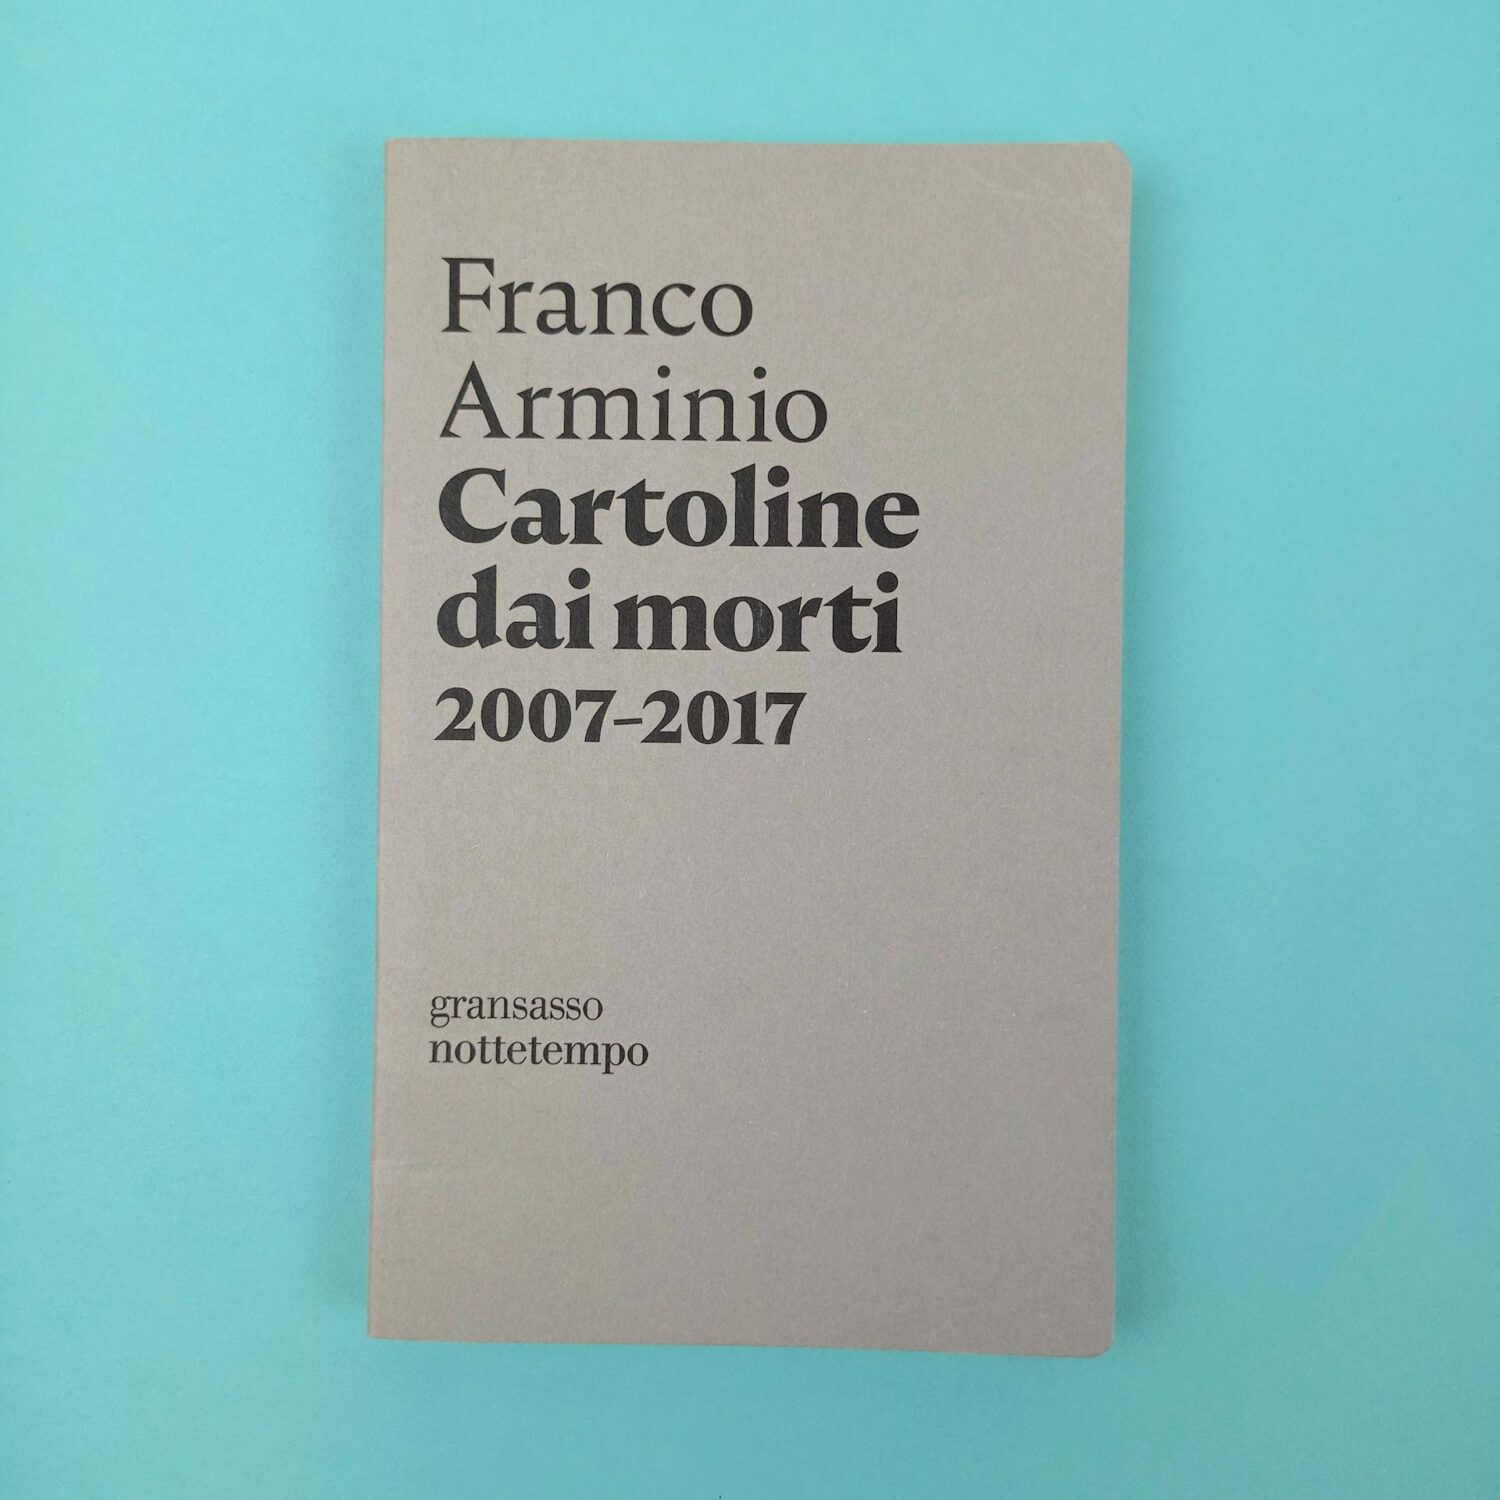 Franco
Arminio
Cartoline
dai morti
2007–2017
gransasso
nottetempo